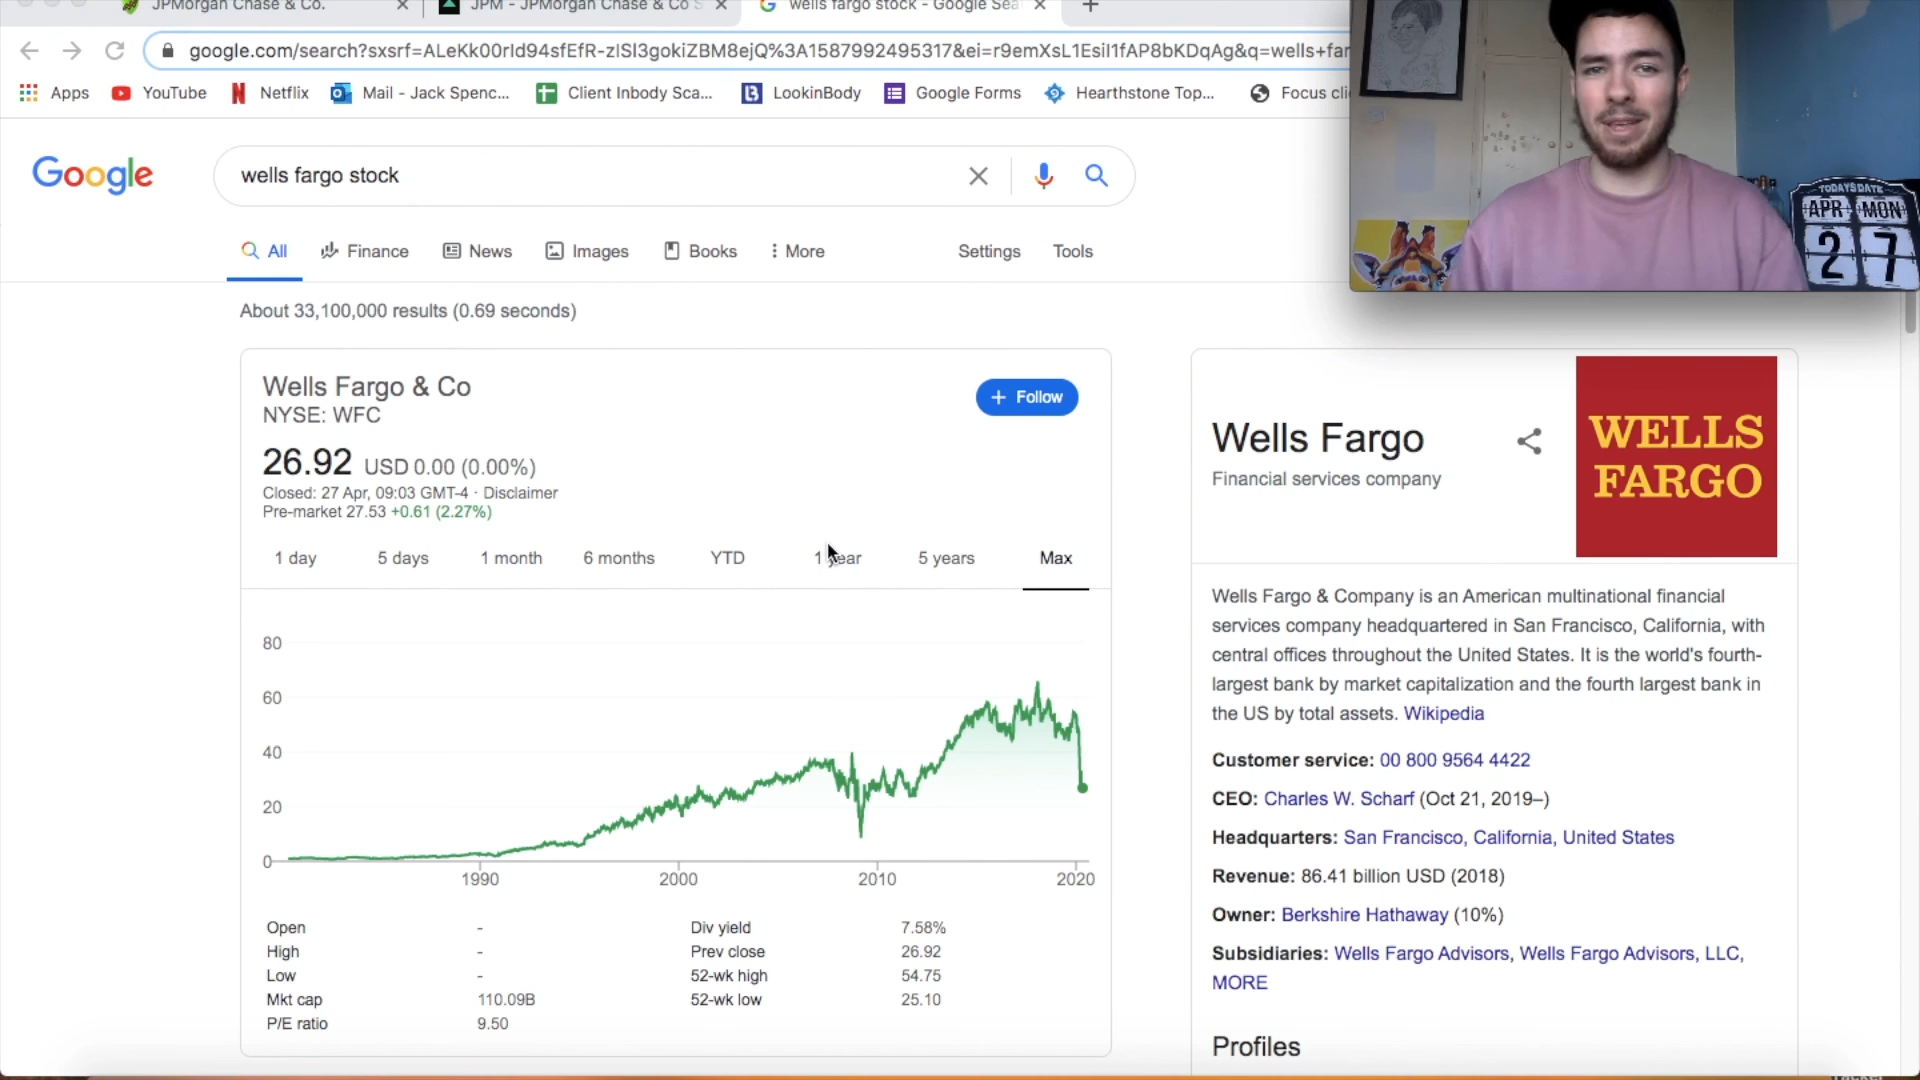 JPMorgan Chase & Co.
JPM - JPMorgan Chase & Co S
wells fargo stock - Google Sea
google.com/search?sxsrf=ALeKk00rId94sfEfR-zISI3gokiZBM8ejQ%3A1587992495317&ei=r9emXsL1EsiI1fAP8bKDqAg&q=wells+far
Apps
YouTube
Netflix
Mail - Jack Spenc...
Client Inbody Sca...
LookinBody
Google Forms
Hearthstone Top...
Focus cli
TODAYS DATE
APR MON
2 7
Google
wells fargo stock
All
Finance
News
Images
Books
More
Settings
Tools
About 33,100,000 results (0.69 seconds)
Wells Fargo & Co
NYSE: WFC
+ Follow
26.92 USD 0.00 (0.00%)
Closed: 27 Apr, 09:03 GMT-4 · Disclaimer
Pre-market 27.53 +0.61 (2.27%)
1 day
5 days
1 month
6 months
YTD
1 year
5 years
Max
80
60
40
20
0
1990
2000
2010
2020
Open -
High -
Low -
Mkt cap 110.09B
P/E ratio 9.50
Div yield 7.58%
Prev close 26.92
52-wk high 54.75
52-wk low 25.10
Wells Fargo
Financial services company
WELLS
FARGO
Wells Fargo & Company is an American multinational financial
services company headquartered in San Francisco, California, with
central offices throughout the United States. It is the world's fourth-
largest bank by market capitalization and the fourth largest bank in
the US by total assets. Wikipedia
Customer service: 00 800 9564 4422
CEO: Charles W. Scharf (Oct 21, 2019–)
Headquarters: San Francisco, California, United States
Revenue: 86.41 billion USD (2018)
Owner: Berkshire Hathaway (10%)
Subsidiaries: Wells Fargo Advisors, Wells Fargo Advisors, LLC,
MORE
Profiles